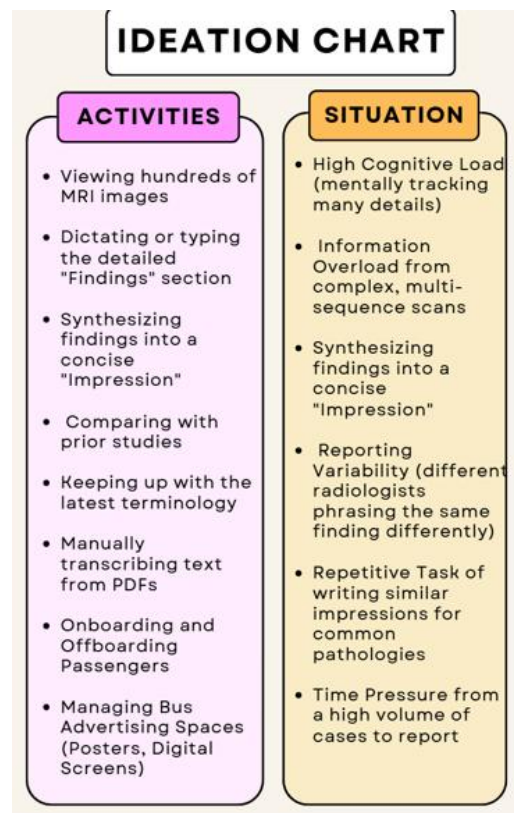 IDEATION CHART
ACTIVITIES
• Viewing hundreds of
MRI images
• Dictating or typing
the detailed
"Findings" section
• Synthesizing
findings into a
concise
"Impression"
• Comparing with
prior studies
• Keeping up with the
latest terminology
• Manually
transcribing text
from PDFs
• Onboarding and
Offboarding
Passengers
• Managing Bus
Advertising Spaces
(Posters, Digital
Screens)
SITUATION
• High Cognitive Load
(mentally tracking
many details)
• Information
Overload from
complex, multi-
sequence scans
• Synthesizing
findings into a
concise
"Impression"
• Reporting
Variability (different
radiologists
phrasing the same
finding differently)
• Repetitive Task of
writing similar
impressions for
common
pathologies
• Time Pressure from
a high volume of
cases to report